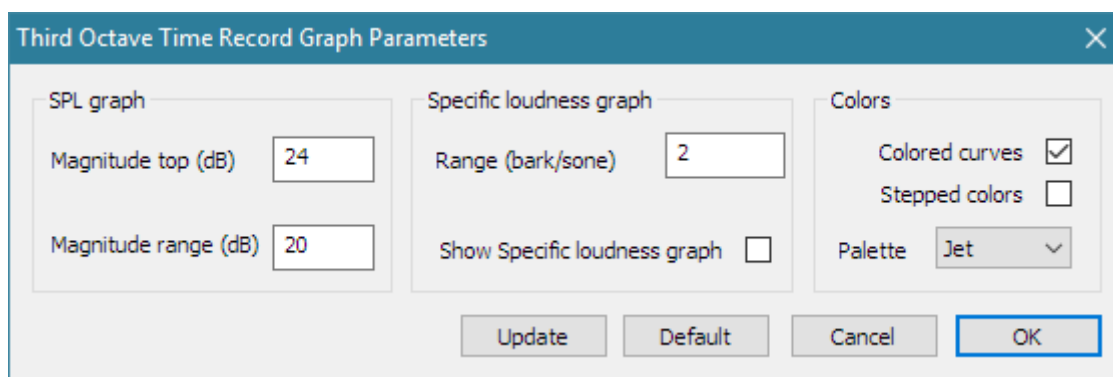 Third Octave Time Record Graph Parameters
SPL graph
Magnitude top (dB) 24
Magnitude range (dB) 20
Specific loudness graph
Range (bark/sone) 2
Show Specific loudness graph
Colors
Colored curves
Stepped colors
Palette Jet
Update Default Cancel OK